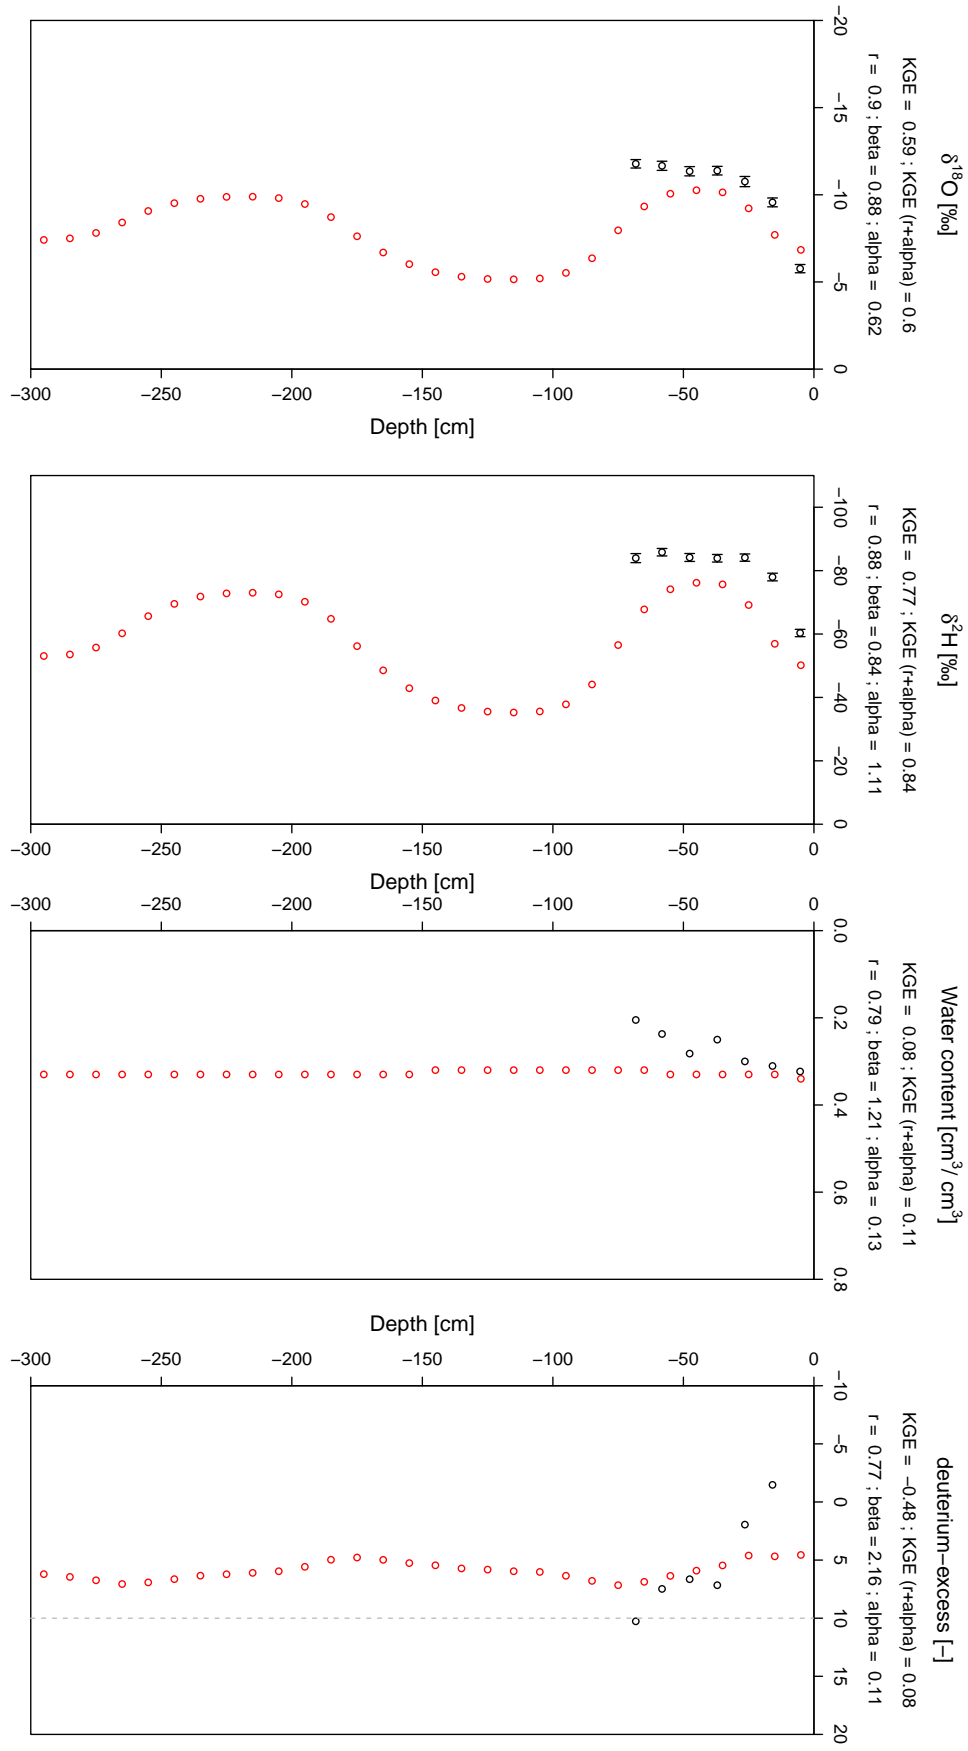 δ¹⁸O [‰]
KGE = 0.59 ; KGE (r+alpha) = 0.6
r = 0.9 ; beta = 0.88 ; alpha = 0.62
−20 −15 −10 −5 0
−300 −250 −200 −150 −100 −50 0
Depth [cm]
δ²H [‰]
KGE = 0.77 ; KGE (r+alpha) = 0.84
r = 0.88 ; beta = 0.84 ; alpha = 1.11
−100 −80 −60 −40 −20 0
−300 −250 −200 −150 −100 −50 0
Depth [cm]
Water content [cm³/ cm³]
KGE = 0.08 ; KGE (r+alpha) = 0.11
r = 0.79 ; beta = 1.21 ; alpha = 0.13
0.0 0.2 0.4 0.6 0.8
−300 −250 −200 −150 −100 −50 0
Depth [cm]
deuterium−excess [−]
KGE = −0.48 ; KGE (r+alpha) = 0.08
r = 0.77 ; beta = 2.16 ; alpha = 0.11
−10 −5 0 5 10 15 20
−300 −250 −200 −150 −100 −50 0